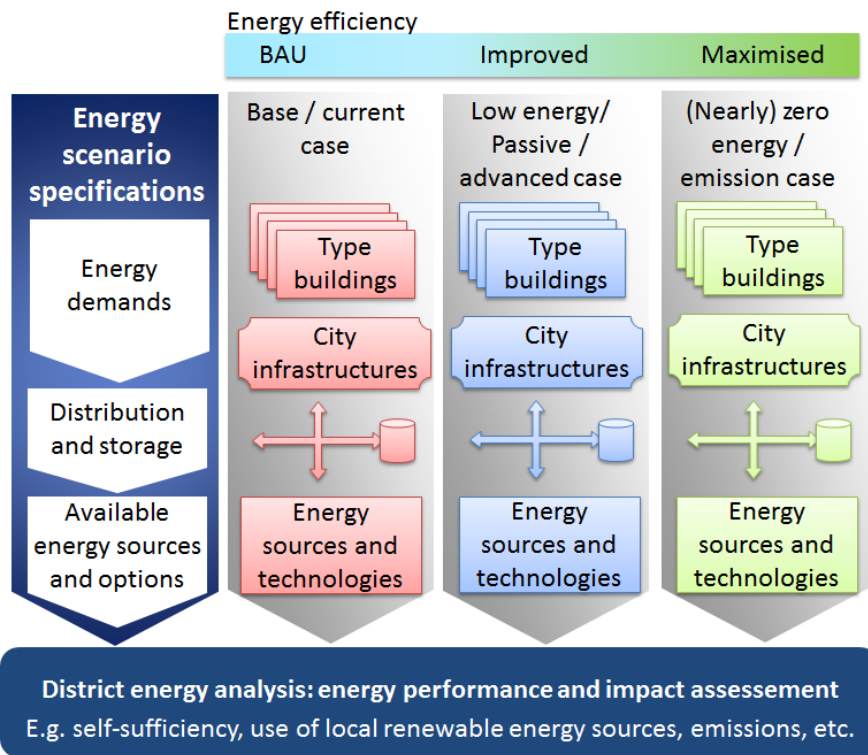 Energy efficiency
BAU
Improved
Maximised
Energy
scenario
specifications
Energy
demands
Distribution
and storage
Available
energy sources
and options
Base / current
case
Type
buildings
City
infrastructures
Energy
sources and
technologies
Low energy/
Passive /
advanced case
Type
buildings
City
infrastructures
Energy
sources and
technologies
(Nearly) zero
energy /
emission case
Type
buildings
City
infrastructures
Energy
sources and
technologies
District energy analysis: energy performance and impact assessement
E.g. self-sufficiency, use of local renewable energy sources, emissions, etc.